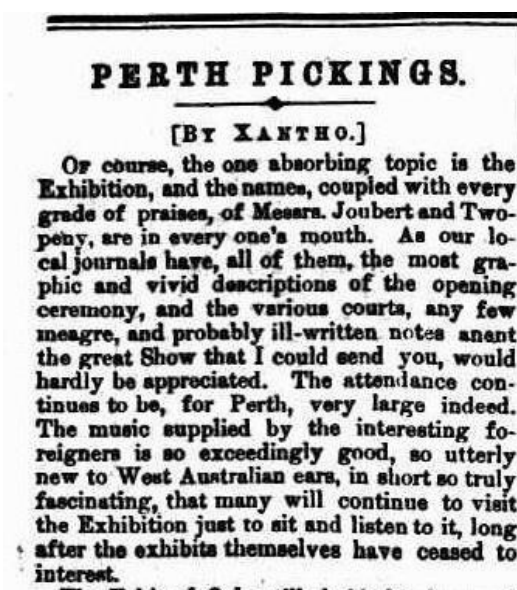 PERTH PICKINGS.
[BY XANTHO.]
OF course, the one absorbing topic is the
Exhibition, and the names, coupled with every
grade of praises, of Messrs. Joubert and Two-
peny, are in every one's mouth. As our lo-
cal journals have, all of them, the most gra-
phic and vivid descriptions of the opening
ceremony, and the various courts, any few
meagre, and probably ill-written notes anent
the great Show that I could send you, would
hardly be appreciated. The attendance con-
tinues to be, for Perth, very large indeed.
The music supplied by the interesting fo-
reigners is so exceedingly good, so utterly
new to West Australian ears, in short so truly
fascinating, that many will continue to visit
the Exhibition just to sit and listen to it, long
after the exhibits themselves have ceased to
interest.